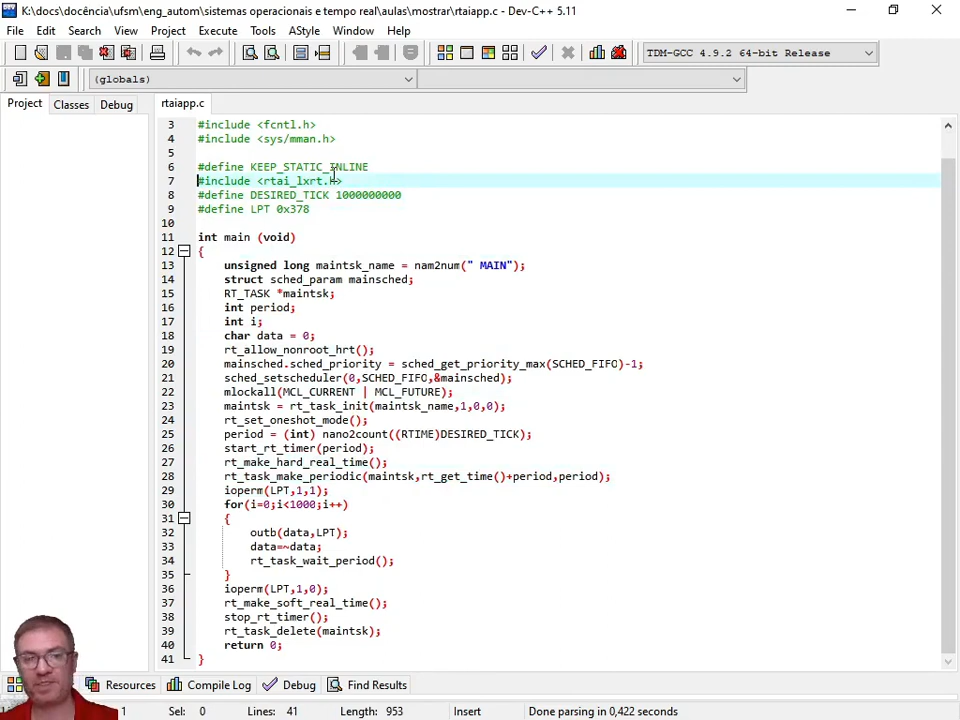 K:\docs\docência\ufsm\eng_autom\sistemas operacionais e tempo real\aulas\mostrar\rtaiapp.c - Dev-C++ 5.11
File Edit Search View Project Execute Tools AStyle Window Help
TDM-GCC 4.9.2 64-bit Release
(globals)
Project Classes Debug
rtaiapp.c
3 #include <fcntl.h>
4 #include <sys/mman.h>
5
6 #define KEEP_STATIC_INLINE
7 #include <rtai_lxrt.h>
8 #define DESIRED_TICK 1000000000
9 #define LPT 0x378
10
11 int main (void)
12 {
13 unsigned long maintsk_name = nam2num(" MAIN");
14 struct sched_param mainsched;
15 RT_TASK *maintsk;
16 int period;
17 int i;
18 char data = 0;
19 rt_allow_nonroot_hrt();
20 mainsched.sched_priority = sched_get_priority_max(SCHED_FIFO)-1;
21 sched_setscheduler(0,SCHED_FIFO,&mainsched);
22 mlockall(MCL_CURRENT | MCL_FUTURE);
23 maintsk = rt_task_init(maintsk_name,1,0,0);
24 rt_set_oneshot_mode();
25 period = (int) nano2count((RTIME)DESIRED_TICK);
26 start_rt_timer(period);
27 rt_make_hard_real_time();
28 rt_task_make_periodic(maintsk,rt_get_time()+period,period);
29 ioperm(LPT,1,1);
30 for(i=0;i<1000;i++)
31 {
32 outb(data,LPT);
33 data=~data;
34 rt_task_wait_period();
35 }
36 ioperm(LPT,1,0);
37 rt_make_soft_real_time();
38 stop_rt_timer();
39 rt_task_delete(maintsk);
40 return 0;
41 }
Resources Compile Log Debug Find Results
1 Sel: 0 Lines: 41 Length: 953 Insert Done parsing in 0,422 seconds